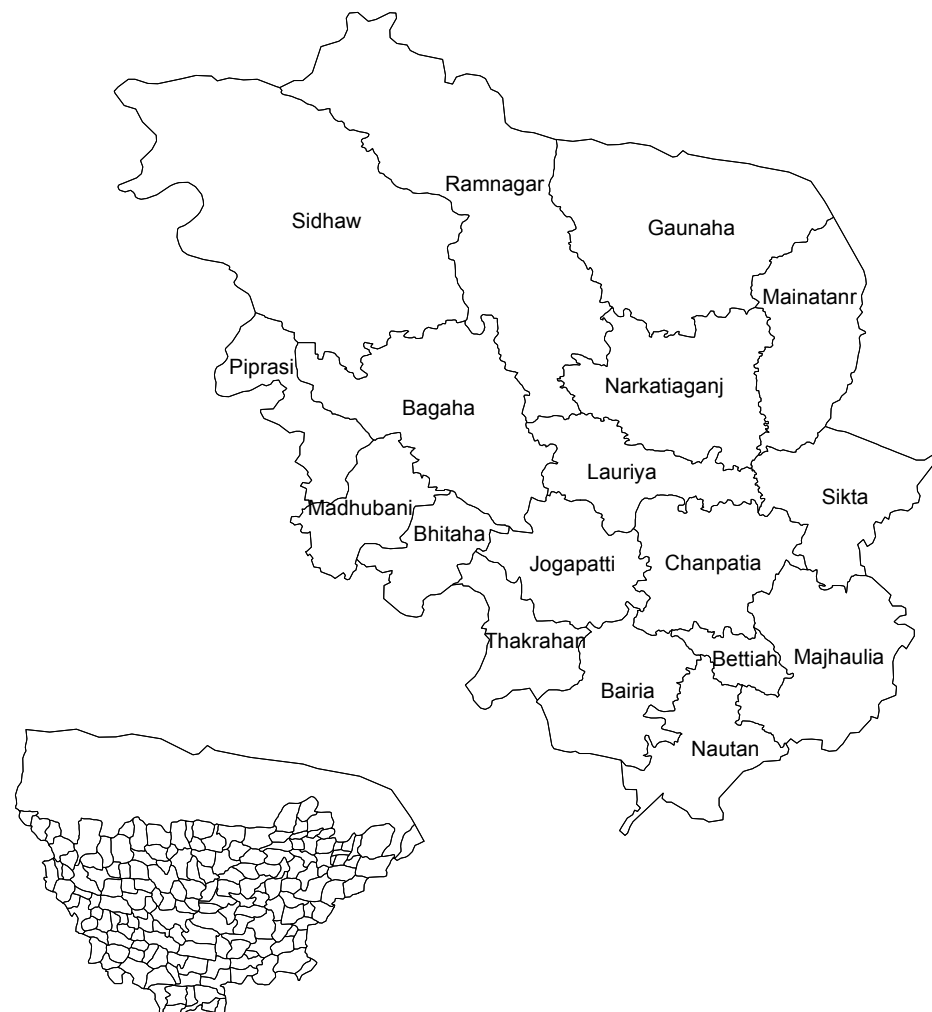 Ramnagar
Sidhaw
Gaunaha
Mainatanr
Piprasi
Narkatiaganj
Bagaha
Lauriya
Sikta
Madhubani
Bhitaha
Jogapatti
Chanpatia
Thakrahan
Bettiah
Majhaulia
Bairia
Nautan